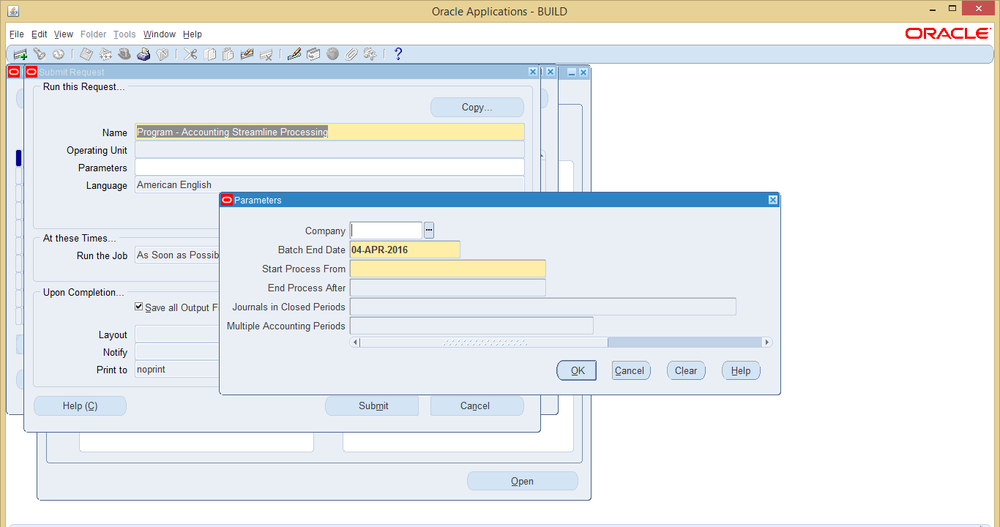 Oracle Applications - BUILD
File Edit View Folder Tools Window Help
ORACLE
Submit Request
Run this Request...
Copy...
Name Program - Accounting Streamline Processing
Operating Unit
Parameters
Language American English
Parameters
Company
Batch End Date 04-APR-2016
Start Process From
End Process After
Journals in Closed Periods
Multiple Accounting Periods
OK Cancel Clear Help
At these Times...
Run the Job As Soon as Possib
Upon Completion...
Save all Output F
Layout
Notify
Print to noprint
Help (C) Submit Cancel
Open